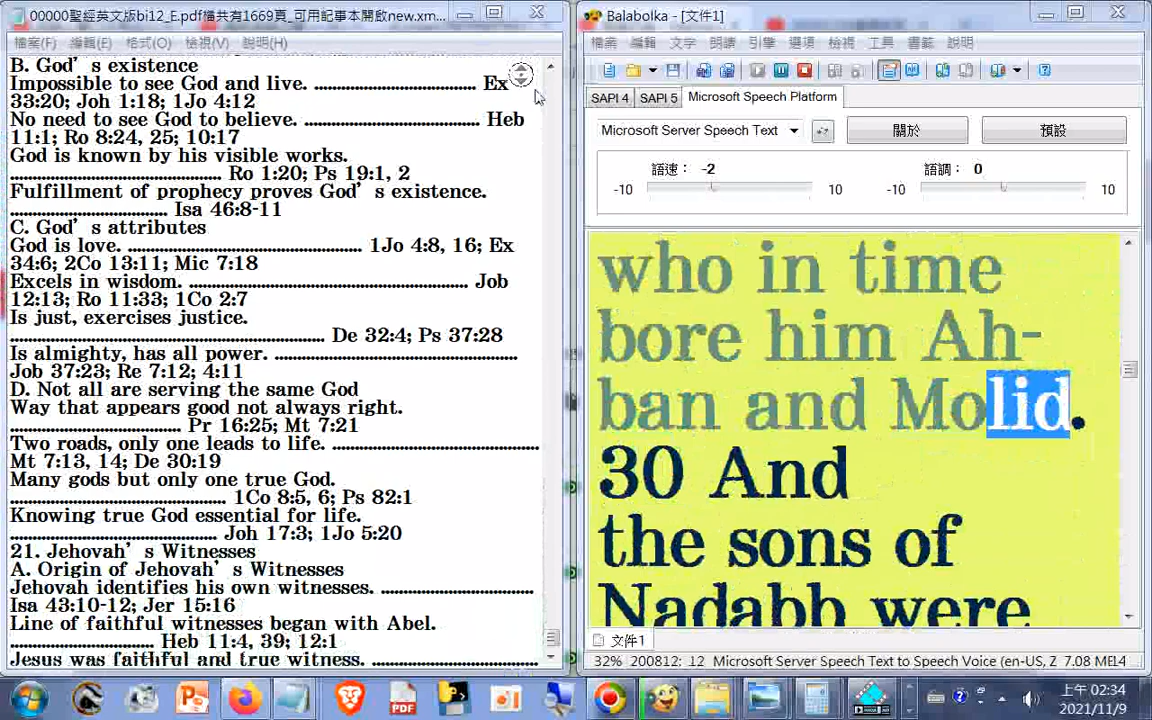 00000聖經英文版bi12_E.pdf檔共有1669頁_可用記事本開啟new.xm...
檔案(F) 編輯(E) 格式(O) 檢視(V) 說明(H)
B. God's existence
Impossible to see God and live. .................................. Ex
33:20; Joh 1:18; 1Jo 4:12
No need to see God to believe. ................................... Heb
11:1; Ro 8:24, 25; 10:17
God is known by his visible works.
.......................................... Ro 1:20; Ps 19:1, 2
Fulfillment of prophecy proves God's existence.
............................... Isa 46:8-11
C. God's attributes
God is love. ............................................... 1Jo 4:8, 16; Ex
34:6; 2Co 13:11; Mic 7:18
Excels in wisdom. ....................................................... Job
12:13; Ro 11:33; 1Co 2:7
Is just, exercises justice.
............................................................... De 32:4; Ps 37:28
Is almighty, has all power. ................................................
Job 37:23; Re 7:12; 4:11
D. Not all are serving the same God
Way that appears good not always right.
.................................. Pr 16:25; Mt 7:21
Two roads, only one leads to life. .........................................
Mt 7:13, 14; De 30:19
Many gods but only one true God.
........................................... 1Co 8:5, 6; Ps 82:1
Knowing true God essential for life.
......................................... Joh 17:3; 1Jo 5:20
21. Jehovah's Witnesses
A. Origin of Jehovah's Witnesses
Jehovah identifies his own witnesses. ..............................
Isa 43:10-12; Jer 15:16
Line of faithful witnesses began with Abel.
............................. Heb 11:4, 39; 12:1
Jesus was faithful and true witness. .................................
Balabolka - [文件1]
檔案 編輯 文字 朗讀 引擎 選項 檢視 工具 書籤 說明
SAPI 4 SAPI 5 Microsoft Speech Platform
Microsoft Server Speech Text 關於 預設
語速： -2 語調： 0
-10 10 -10 10
who in time
bore him Ah-
ban and Molid.
30 And
the sons of
Nadabb were
文件1
32% 200812: 12 Microsoft Server Speech Text to Speech Voice (en-US, Z 7.08 ME14
上午 02:34
2021/11/9